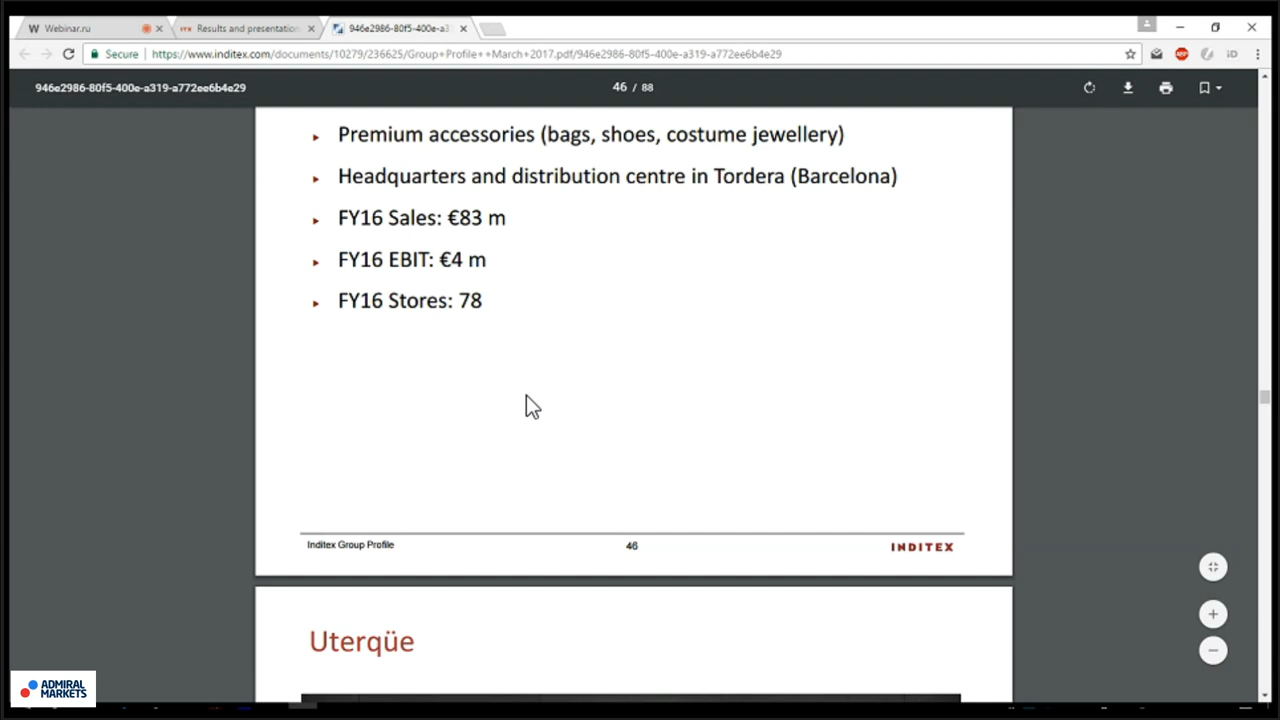 Webinar.ru
ITX Results and presentation
946e2986-80f5-400e-a3
Secure https://www.inditex.com/documents/10279/236625/Group+Profile+-+March+2017.pdf/946e2986-80f5-400e-a319-a772ee6b4e29
946e2986-80f5-400e-a319-a772ee6b4e29
46 / 88
Premium accessories (bags, shoes, costume jewellery)
Headquarters and distribution centre in Tordera (Barcelona)
FY16 Sales: €83 m
FY16 EBIT: €4 m
FY16 Stores: 78
Inditex Group Profile
46
INDITEX
Uterqüe
ADMIRAL
MARKETS